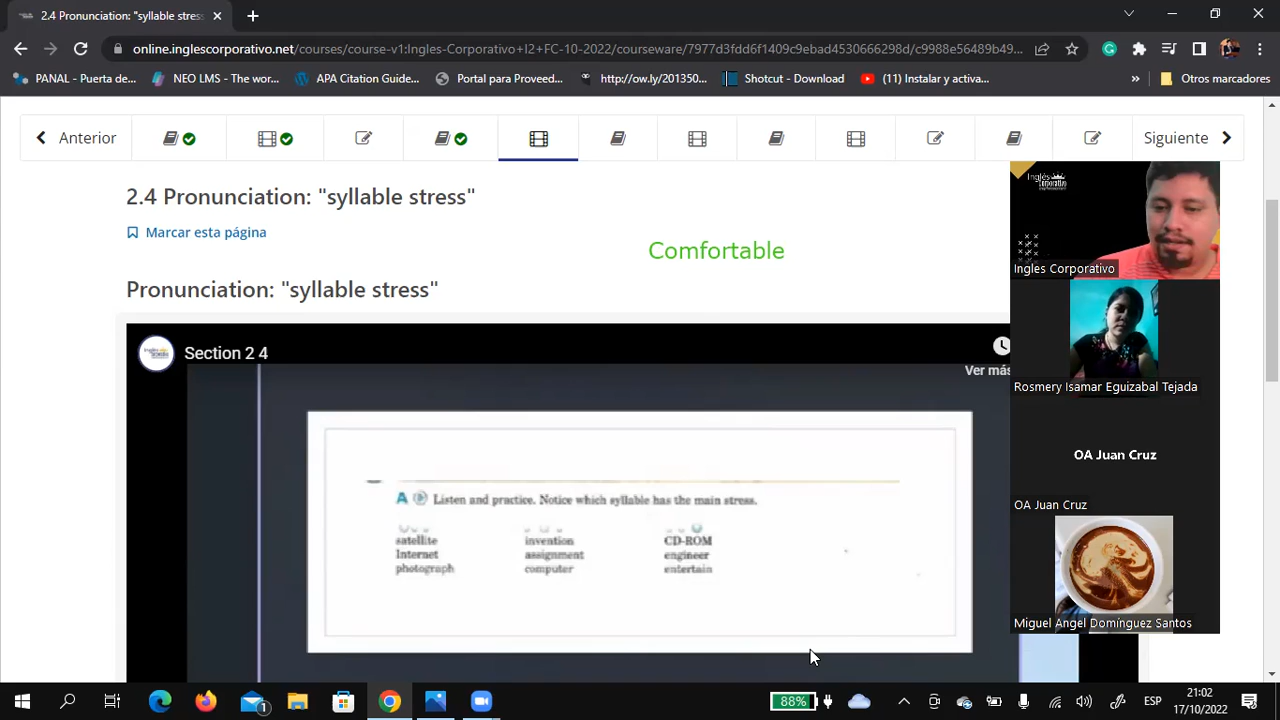 2.4 Pronunciation: "syllable stress
online.inglescorporativo.net/courses/course-v1:Ingles-Corporativo+I2+FC-10-2022/courseware/7977d3fdd6f1409c9ebad4530666298d/c9988e56489b49...
PANAL - Puerta de... NEO LMS - The wor... APA Citation Guide... Portal para Proveed... http://ow.ly/201350... Shotcut - Download (11) Instalar y activa... » Otros marcadores
Anterior Siguiente
2.4 Pronunciation: "syllable stress"
Marcar esta página
Comfortable
Pronunciation: "syllable stress"
Section 2 4
Ver más
A Listen and practice. Notice which syllable has the main stress.
satellite invention CD-ROM
Internet assignment engineer
photograph computer entertain
Ingles Corporativo
Ingles Corporativo
Rosmery Isamar Eguizabal Tejada
OA Juan Cruz
OA Juan Cruz
Miguel Angel Domínguez Santos
1
88%
ESP
21:02
17/10/2022